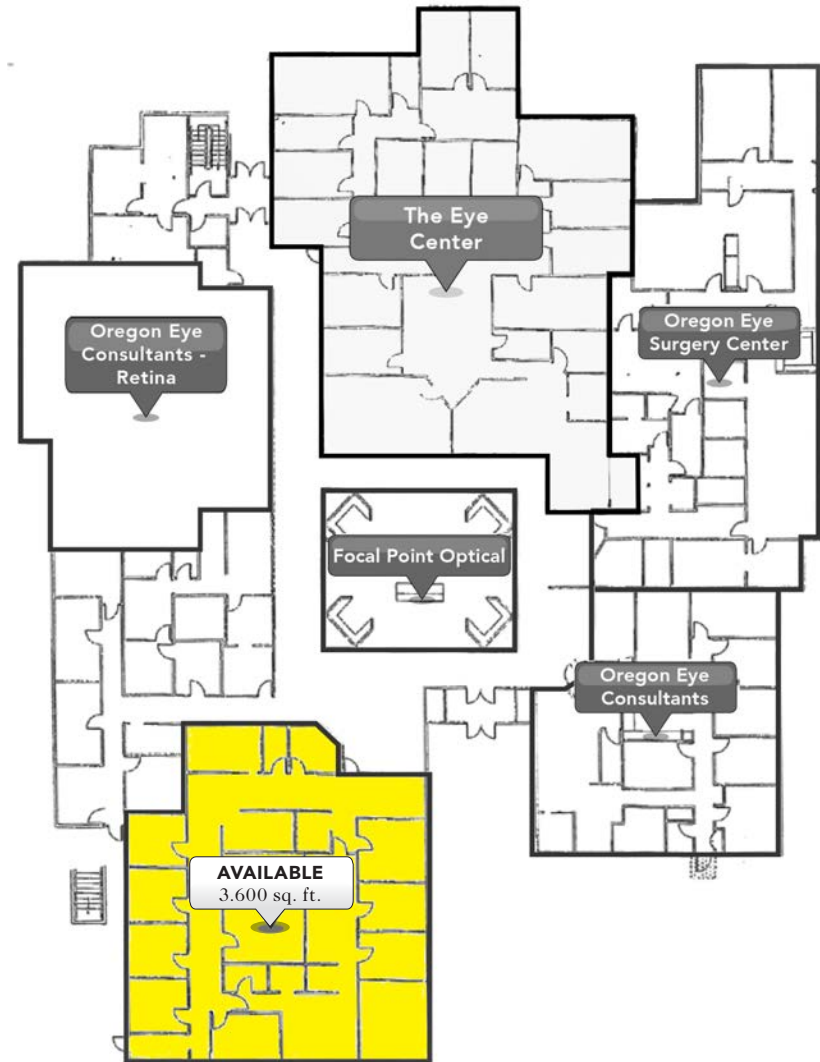 The Eye
Center
Oregon Eye
Consultants -
Retina
Oregon Eye
Surgery Center
Focal Point Optical
Oregon Eye
Consultants
AVAILABLE
3.600 sq. ft.